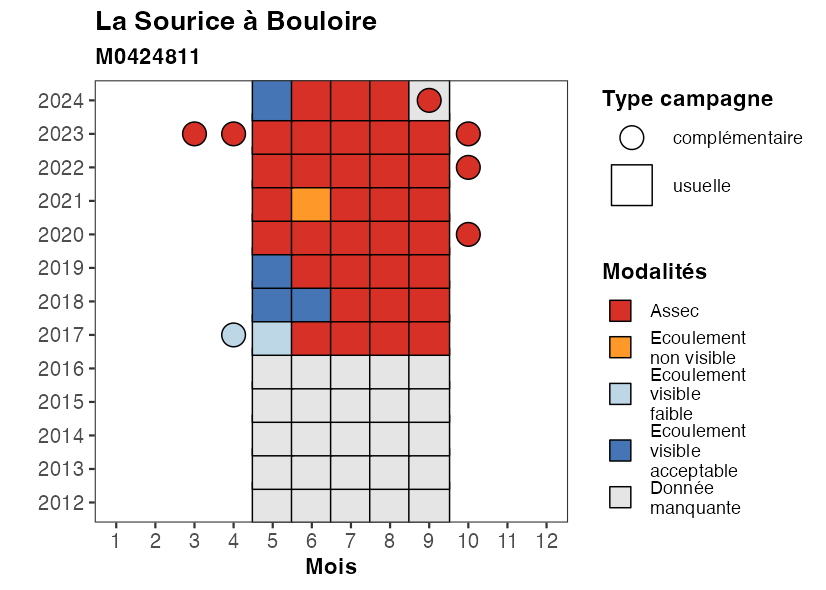 La Sourice à Bouloire
M0424811
2024
2023
2022
2021
2020
2019
2018
2017
2016
2015
2014
2013
2012
1 2 3 4 5 6 7 8 9 10 11 12
Mois
Type campagne
complémentaire
usuelle
Modalités
Assec
Ecoulement
non visible
Ecoulement
visible
faible
Ecoulement
visible
acceptable
Donnée
manquante